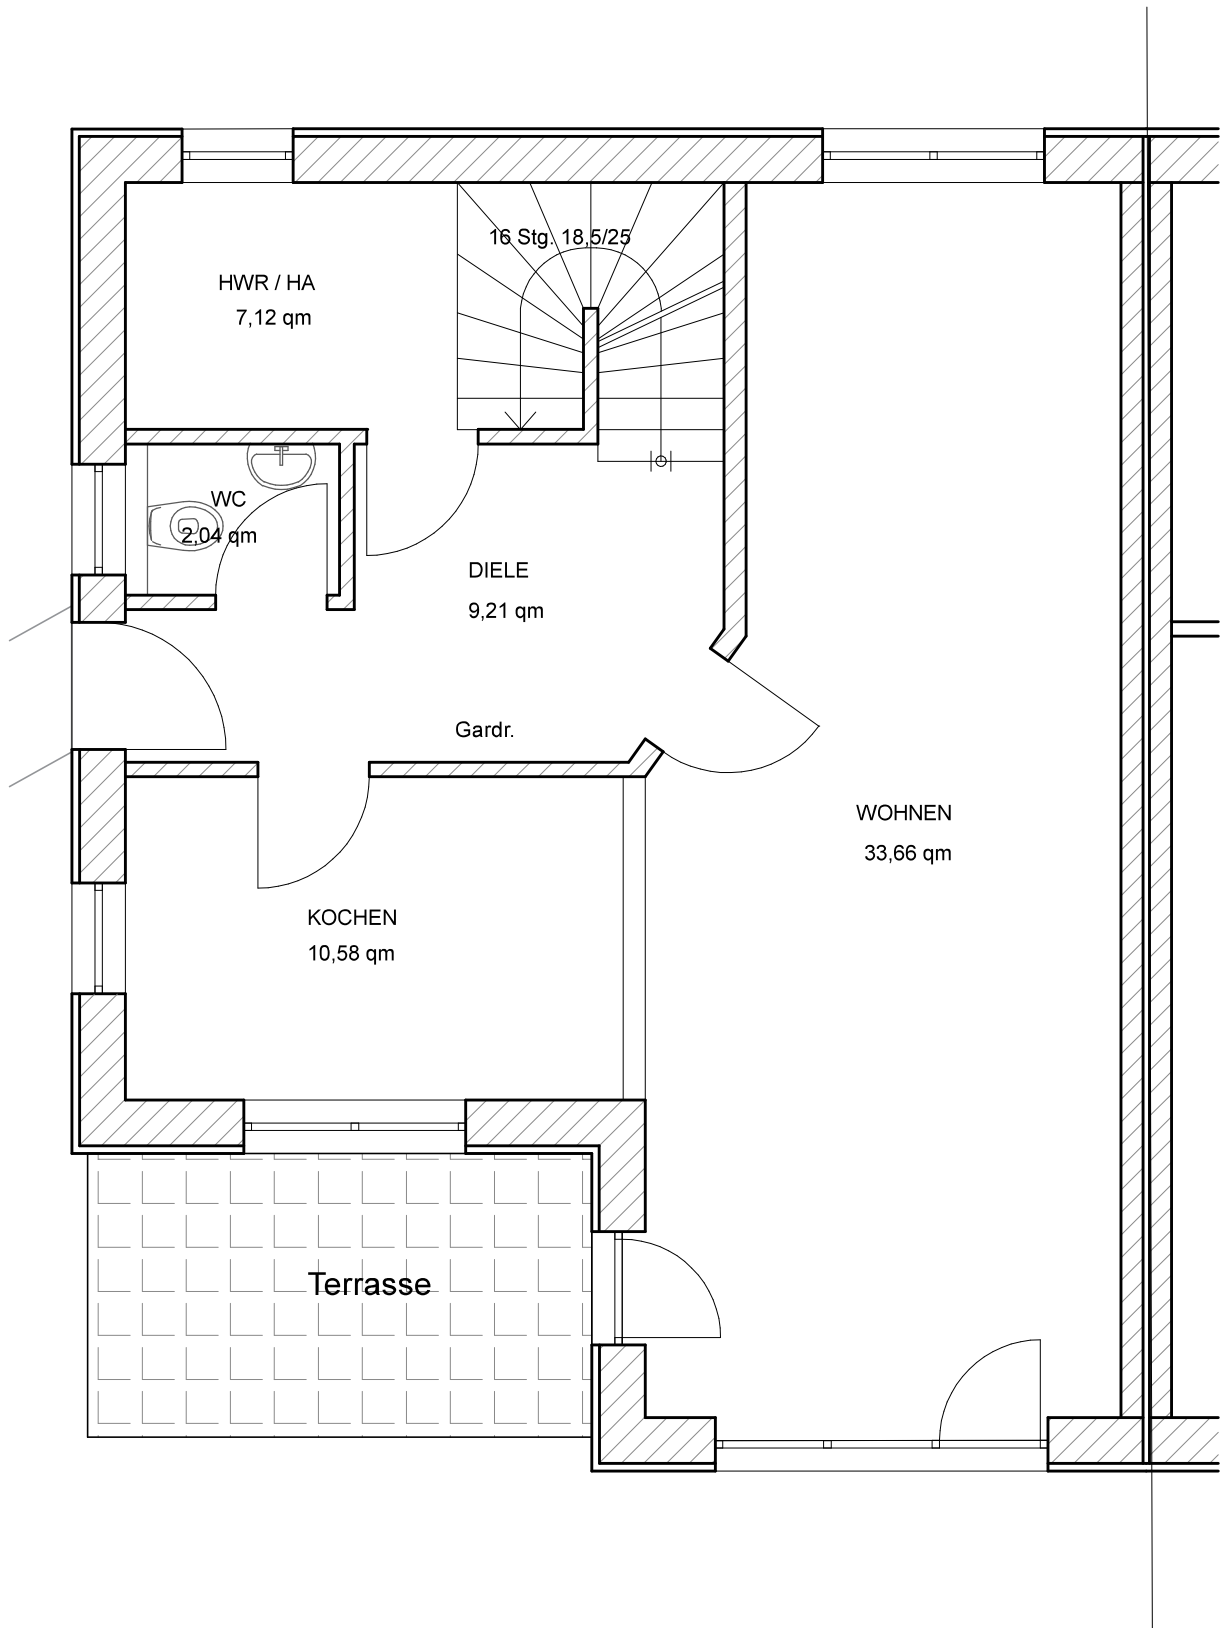 16 Stg. 18,5/25
HWR / HA
7,12 qm
WC
2,04 qm
DIELE
9,21 qm
Gardr.
WOHNEN
33,66 qm
KOCHEN
10,58 qm
Terrasse